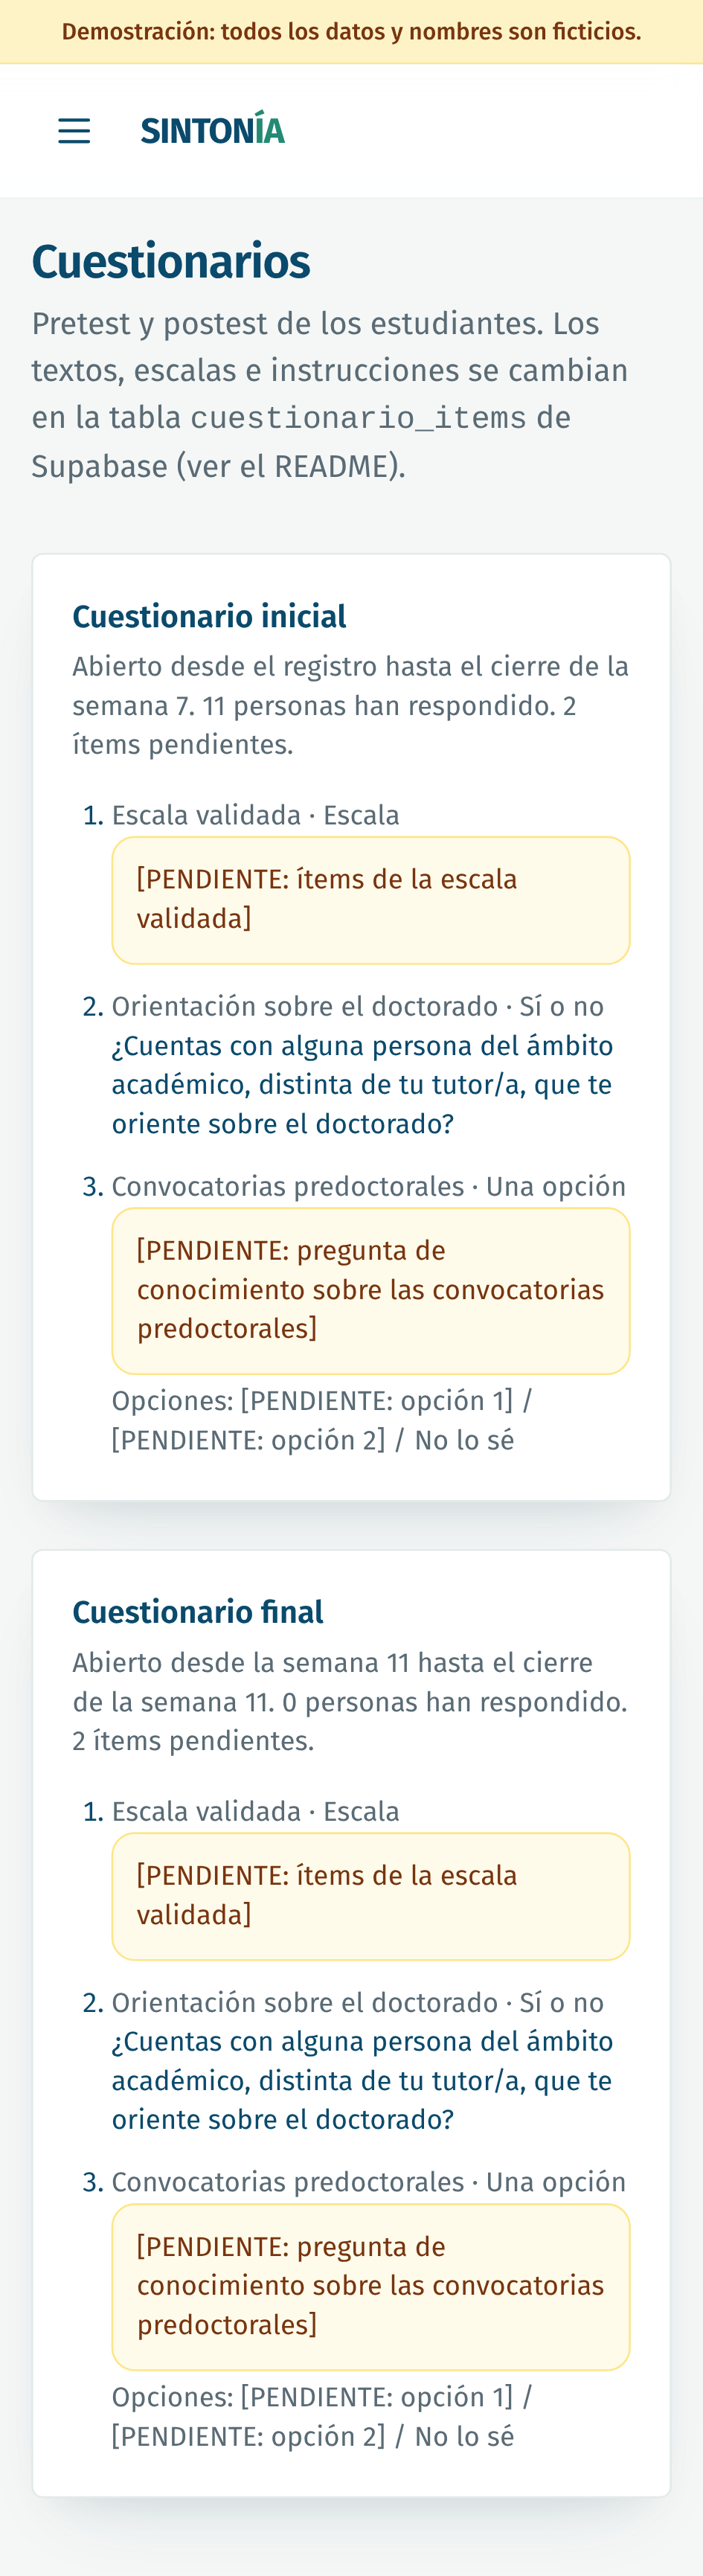 Demostración: todos los datos y nombres son ficticios.
SINTONÍA
Cuestionarios
Pretest y postest de los estudiantes. Los
textos, escalas e instrucciones se cambian
en la tabla cuestionario_items de
Supabase (ver el README).
Cuestionario inicial
Abierto desde el registro hasta el cierre de la
semana 7. 11 personas han respondido. 2
ítems pendientes.
1. Escala validada · Escala
[PENDIENTE: ítems de la escala
validada]
2. Orientación sobre el doctorado · Sí o no
¿Cuentas con alguna persona del ámbito
académico, distinta de tu tutor/a, que te
oriente sobre el doctorado?
3. Convocatorias predoctorales · Una opción
[PENDIENTE: pregunta de
conocimiento sobre las convocatorias
predoctorales]
Opciones: [PENDIENTE: opción 1] /
[PENDIENTE: opción 2] / No lo sé
Cuestionario final
Abierto desde la semana 11 hasta el cierre
de la semana 11. 0 personas han respondido.
2 ítems pendientes.
1. Escala validada · Escala
[PENDIENTE: ítems de la escala
validada]
2. Orientación sobre el doctorado · Sí o no
¿Cuentas con alguna persona del ámbito
académico, distinta de tu tutor/a, que te
oriente sobre el doctorado?
3. Convocatorias predoctorales · Una opción
[PENDIENTE: pregunta de
conocimiento sobre las convocatorias
predoctorales]
Opciones: [PENDIENTE: opción 1] /
[PENDIENTE: opción 2] / No lo sé